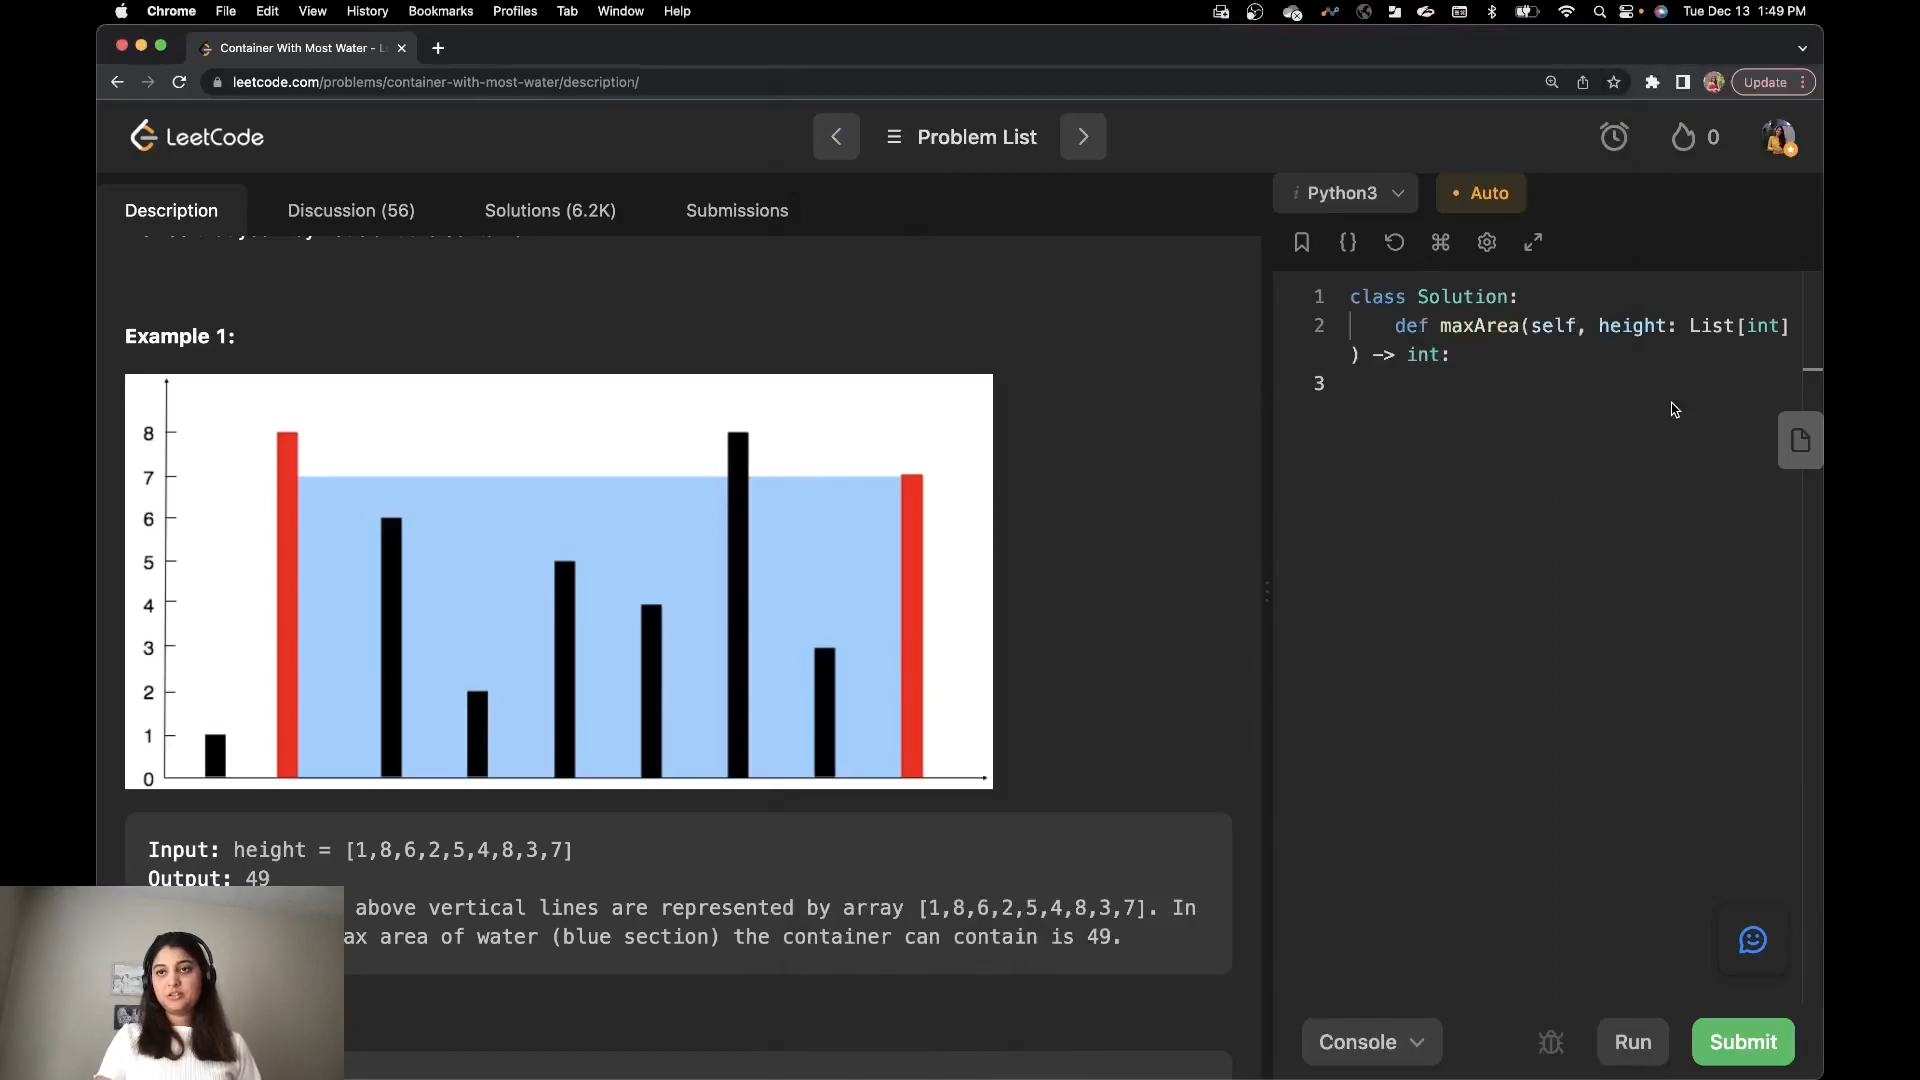 Chrome File Edit View History Bookmarks Profiles Tab Window Help Tue Dec 13 1:49 PM
Container With Most Water - L
leetcode.com/problems/container-with-most-water/description/ Update
LeetCode Problem List 0
Description Discussion (56) Solutions (6.2K) Submissions
Python3 • Auto
Example 1:
8
7
6
5
4
3
2
1
0
Input: height = [1,8,6,2,5,4,8,3,7]
Output: 49
above vertical lines are represented by array [1,8,6,2,5,4,8,3,7]. In
ax area of water (blue section) the container can contain is 49.
1 class Solution:
2 def maxArea(self, height: List[int]
) -> int:
3
Console Run Submit